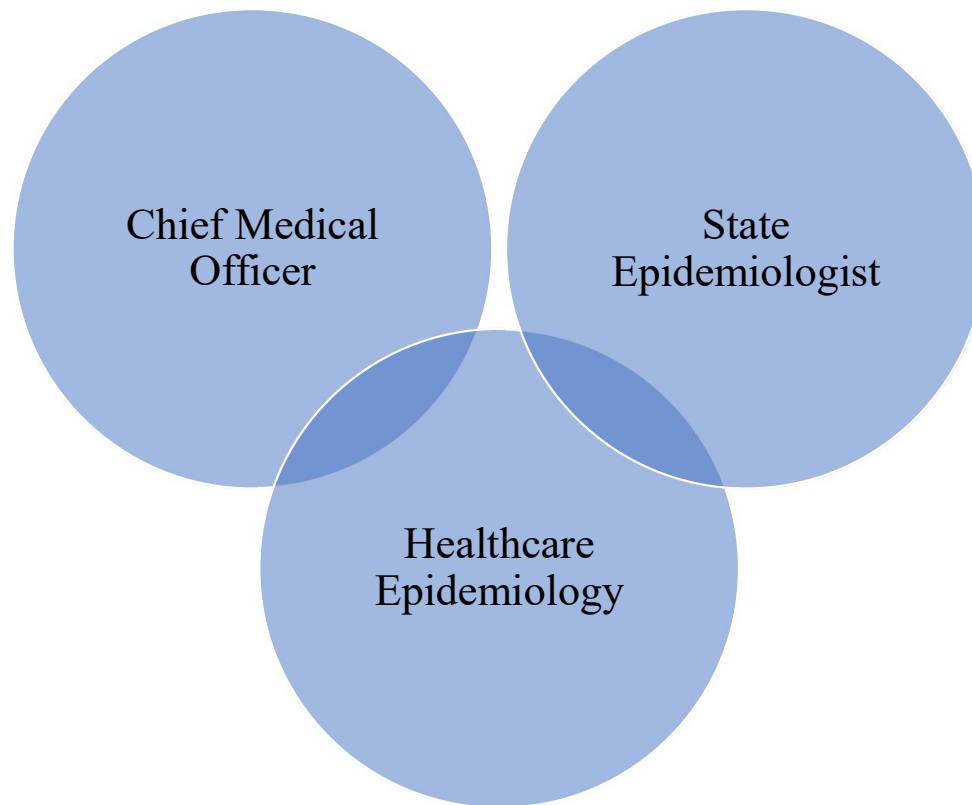 Chief Medical
Officer
State
Epidemiologist
Healthcare
Epidemiology